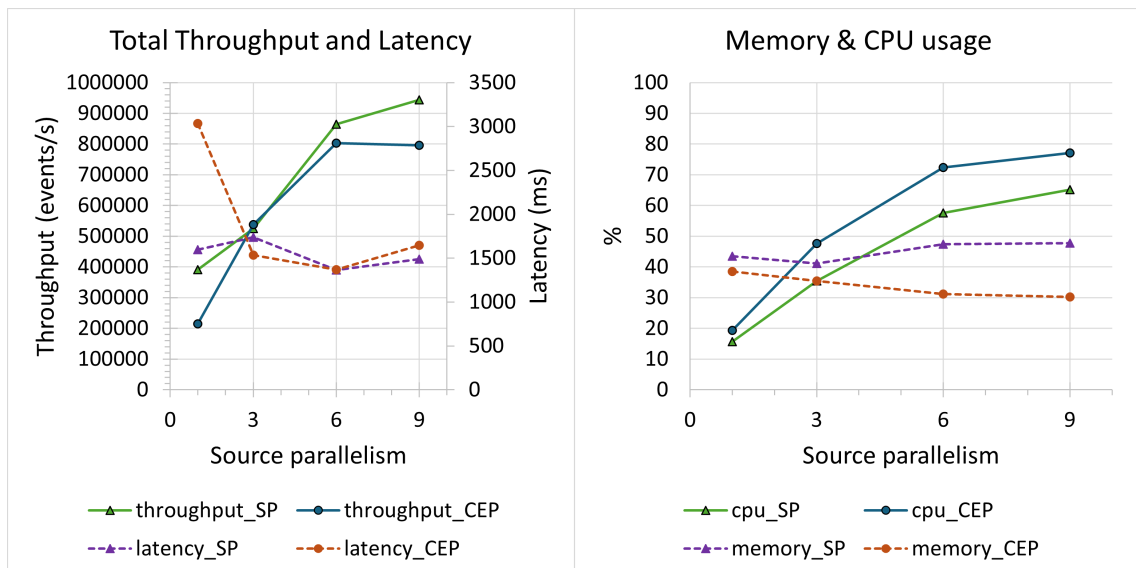 Total Throughput and Latency
1000000
900000
800000
700000
600000
500000
400000
300000
200000
100000
0
Throughput (events/s)
3500
3000
2500
2000
1500
1000
500
0
Latency (ms)
0 3 6 9
Source parallelism
throughput_SP throughput_CEP
latency_SP latency_CEP
Memory & CPU usage
100
90
80
70
60
50
40
30
20
10
0
%
0 3 6 9
Source parallelism
cpu_SP cpu_CEP
memory_SP memory_CEP